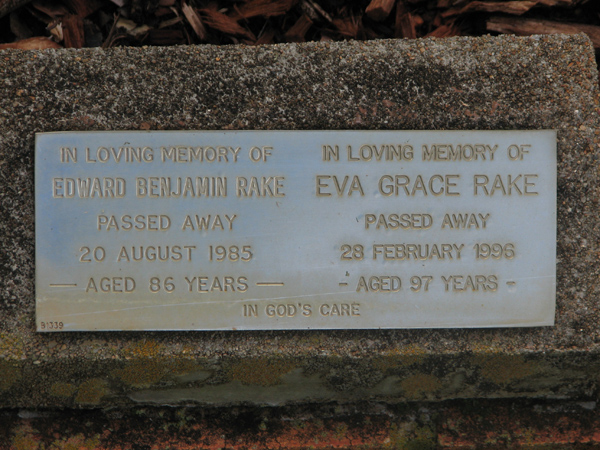 IN LOVING MEMORY OF
EDWARD BENJAMIN RAKE
PASSED AWAY
20 AUGUST 1985
— AGED 86 YEARS —
IN LOVING MEMORY OF
EVA GRACE RAKE
PASSED AWAY
28 FEBRUARY 1996
- AGED 97 YEARS -
IN GOD'S CARE